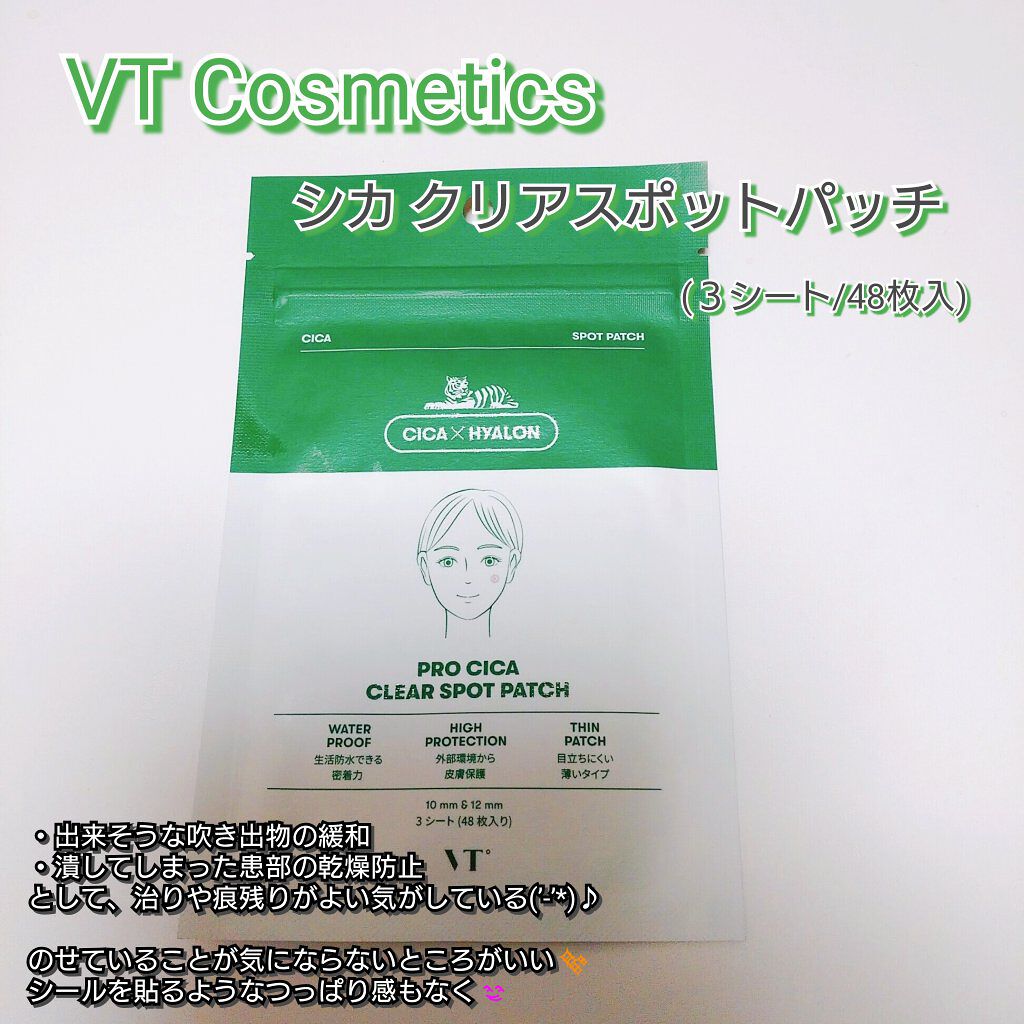 VT Cosmetics
シカ クリアスポットパッチ
(３シート/48枚入)
CICA
SPOT PATCH
CICA×HYALON
PRO CICA
CLEAR SPOT PATCH
WATER
PROOF
生活防水できる
密着力
HIGH
PROTECTION
外部環境から
皮膚保護
THIN
PATCH
目立ちにくい
薄いタイプ
10 mm & 12 mm
3 シート (48 枚入り)
VT°
・出来そうな吹き出物の緩和
・潰してしまった患部の乾燥防止
として、治りや痕残りがよい気がしている(*'-'*)♪
のせていることが気にならないところがいい
シールを貼るようなつっぱり感もなく